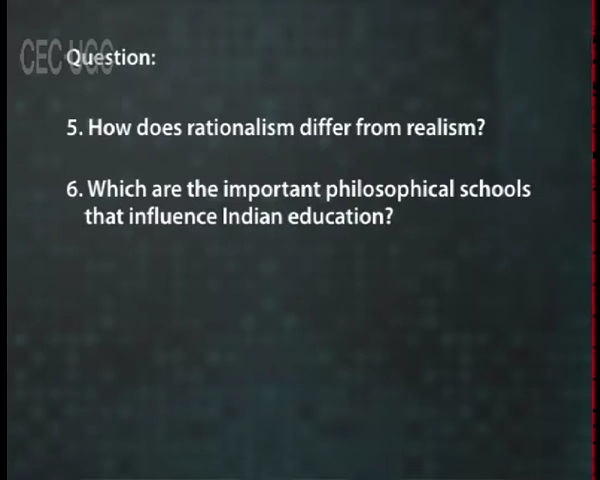 CEC UGC
Question:
5. How does rationalism differ from realism?
6. Which are the important philosophical schools
that influence Indian education?